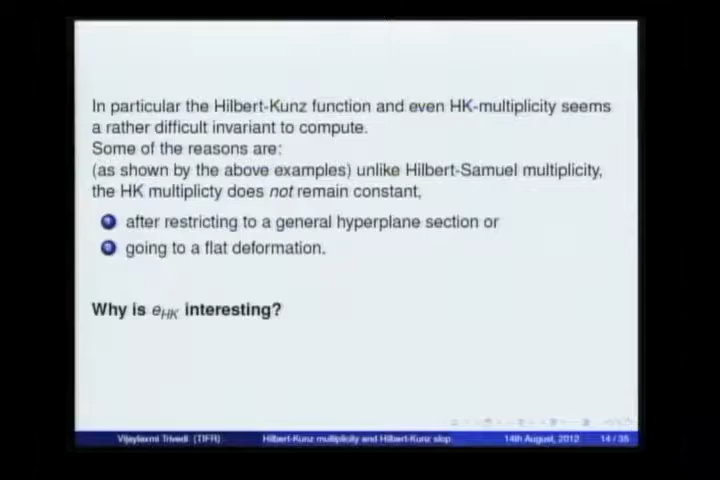 In particular the Hilbert-Kunz function and even HK-multiplicity seems
a rather difficult invariant to compute.
Some of the reasons are:
(as shown by the above examples) unlike Hilbert-Samuel multiplicity,
the HK multiplicty does not remain constant,
1 after restricting to a general hyperplane section or
2 going to a flat deformation.
Why is eHK interesting?
Vijaylaxmi Trivedi (TIFR) Hilbert-Kunz multiplicity and Hilbert-Kunz slop 14th August, 2012 14 / 35